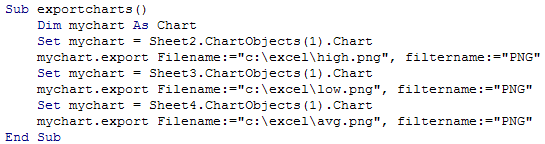 Sub exportcharts()
    Dim mychart As Chart
    Set mychart = Sheet2.ChartObjects(1).Chart
    mychart.export Filename:="c:\excel\high.png", filtername:="PNG"
    Set mychart = Sheet3.ChartObjects(1).Chart
    mychart.export Filename:="c:\excel\low.png", filtername:="PNG"
    Set mychart = Sheet4.ChartObjects(1).Chart
    mychart.export Filename:="c:\excel\avg.png", filtername:="PNG"
End Sub